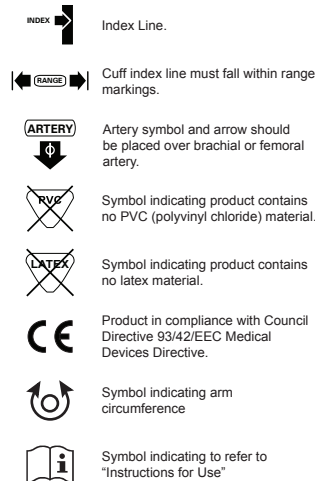 INDEX
Index Line.
RANGE
Cuff index line must fall within range
markings.
ARTERY
Φ
Artery symbol and arrow should
be placed over brachial or femoral
artery.
PVC
Symbol indicating product contains
no PVC (polyvinyl chloride) material.
LATEX
Symbol indicating product contains
no latex material.
CE
Product in compliance with Council
Directive 93/42/EEC Medical
Devices Directive.
Symbol indicating arm
circumference
i
Symbol indicating to refer to
“Instructions for Use”